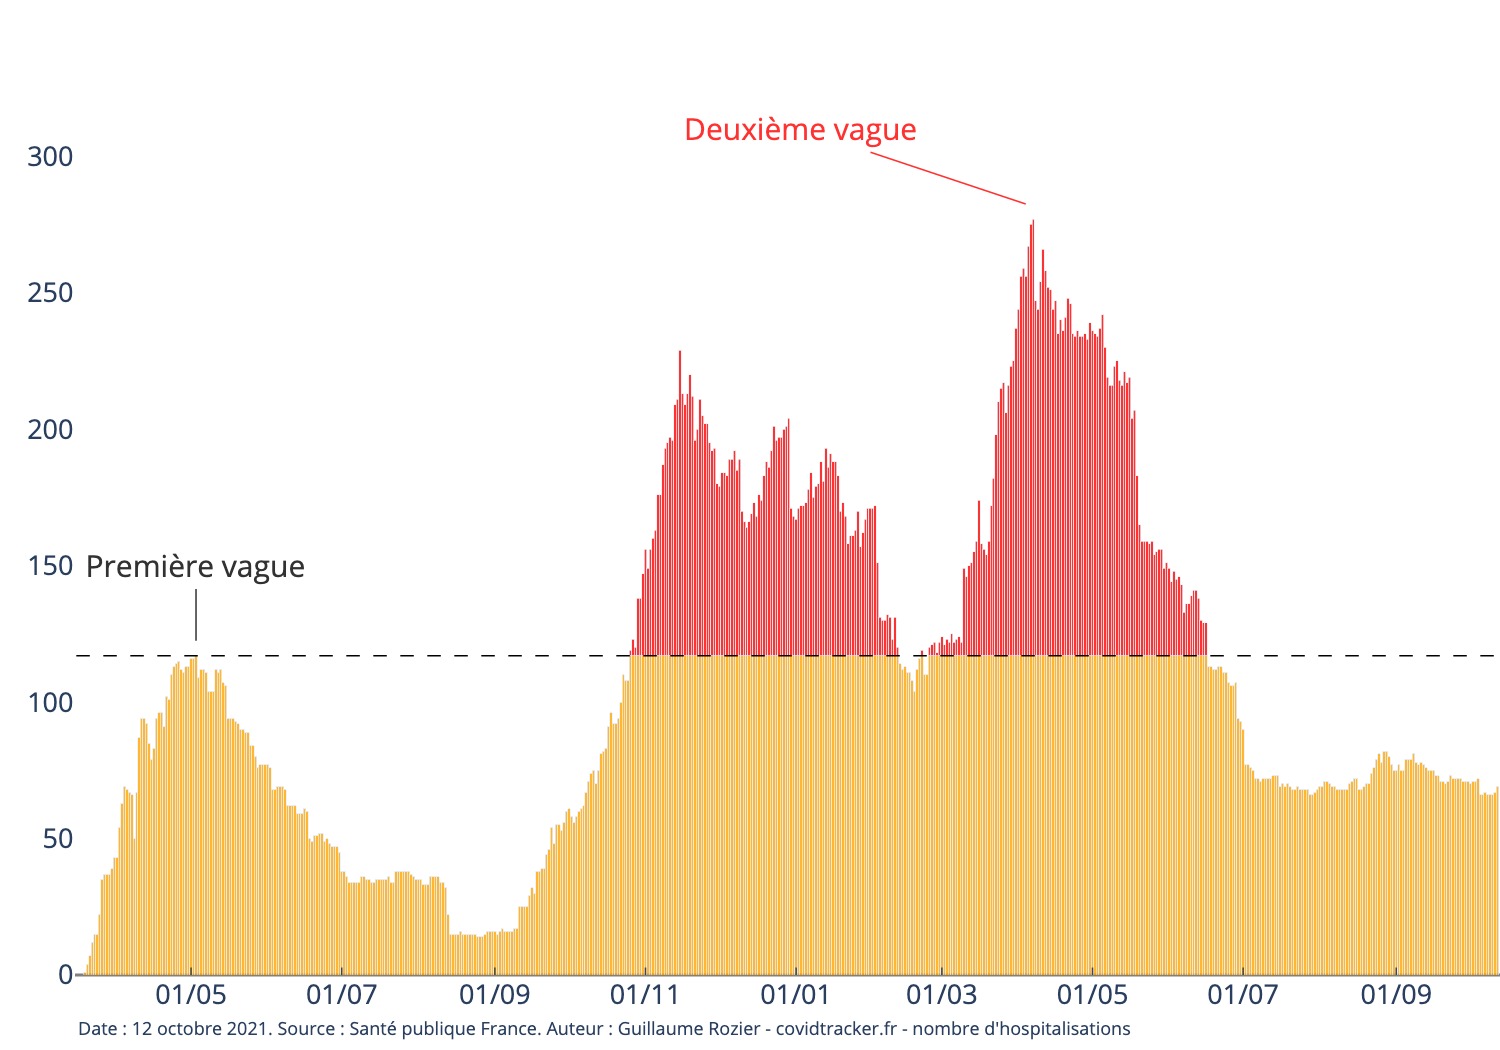 Deuxième vague
300
250
200
150
Première vague
100
50
0
01/05 01/07 01/09 01/11 01/01 01/03 01/05 01/07 01/09
Date : 12 octobre 2021. Source : Santé publique France. Auteur : Guillaume Rozier - covidtracker.fr - nombre d'hospitalisations